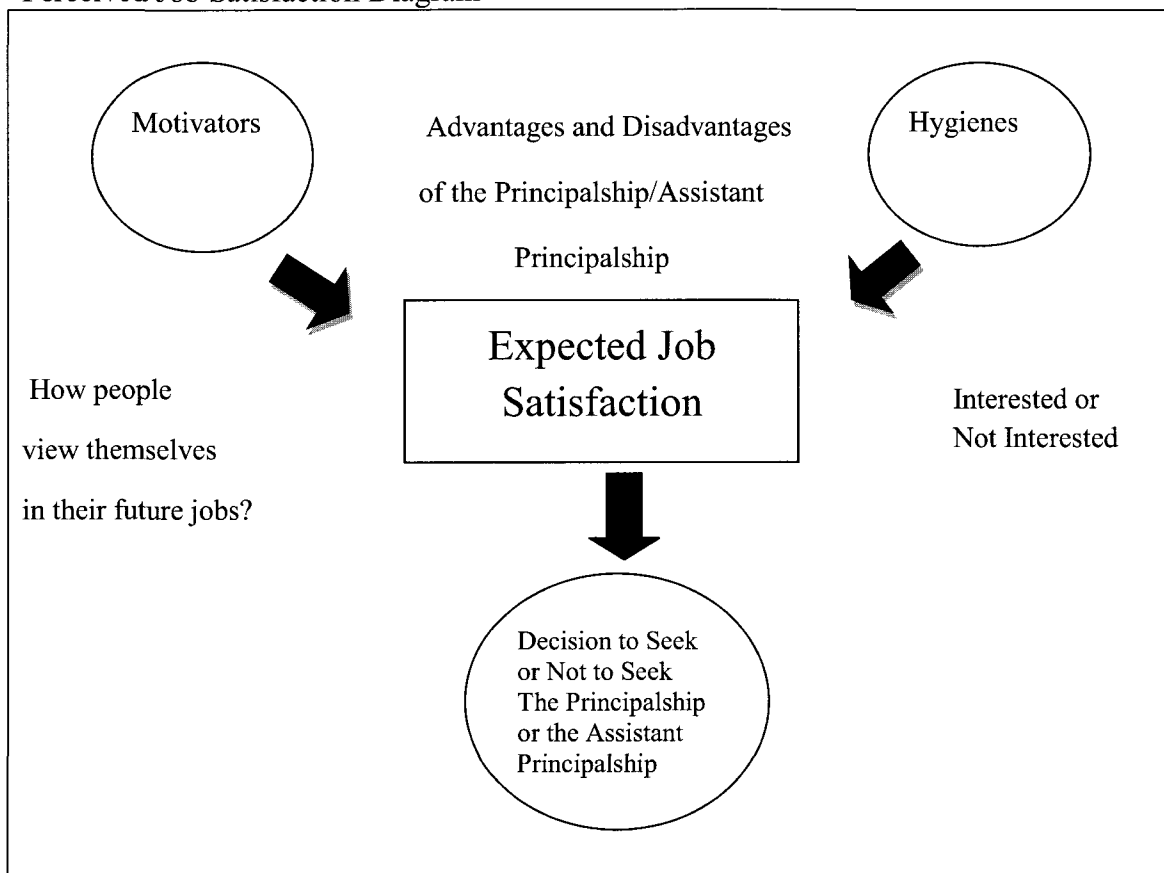 Perceived Job Satisfaction Diagram
Motivators
Advantages and Disadvantages
of the Principalship/Assistant
Principalship
Hygienes
Expected Job
Satisfaction
How people
view themselves
in their future jobs?
Interested or
Not Interested
Decision to Seek
or Not to Seek
The Principalship
or the Assistant
Principalship